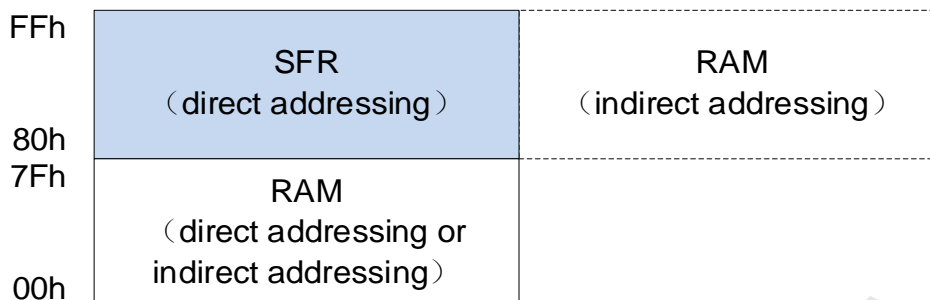 FFh
SFR
（direct addressing）
RAM
（indirect addressing）
80h
7Fh
RAM
（direct addressing or
indirect addressing）
00h